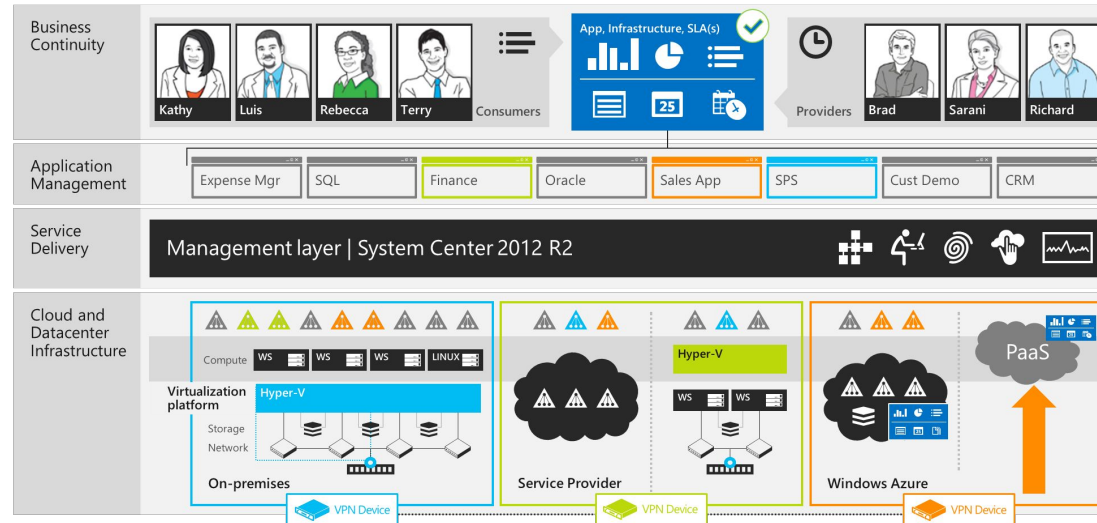 Business
Continuity
App, Infrastructure, SLA(s)
25
Kathy
Luis
Rebecca
Terry
Consumers
Providers
Brad
Sarani
Richard
Application
Management
Expense Mgr
SQL
Finance
Oracle
Sales App
SPS
Cust Demo
CRM
Service
Delivery
Management layer | System Center 2012 R2
Cloud and
Datacenter
Infrastructure
Compute
WS
WS
WS
LINUX
Virtualization
platform
Hyper-V
Storage
Network
On-premises
VPN Device
Hyper-V
WS
WS
Service Provider
VPN Device
25
Windows Azure
PaaS
VPN Device